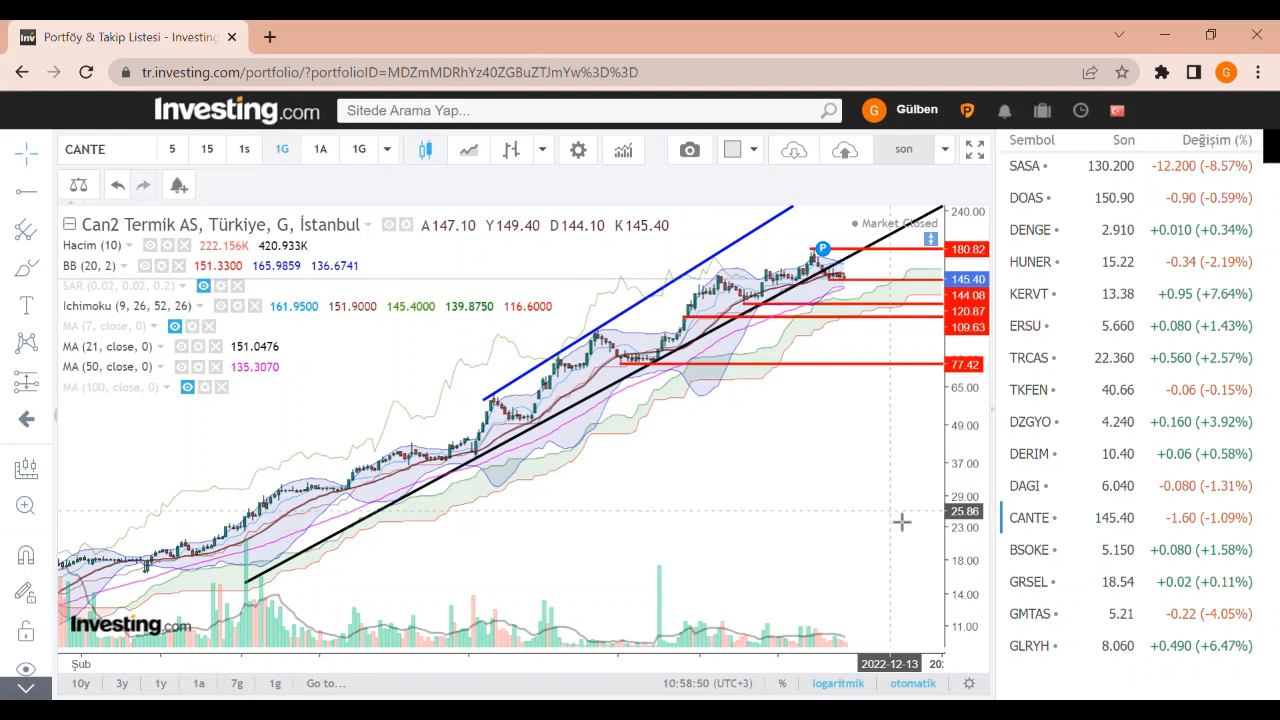 Portföy & Takip Listesi - Investing
tr.investing.com/portfolio/?portfolioID=MDZmMDRhYz40ZGBuZTJmYw%3D%3D
G
Investing.com
Sitede Arama Yap...
G Gülben
CANTE 5 15 1s 1G 1A 1G son
Can2 Termik AS, Türkiye, G, İstanbul A147.10 Y149.40 D144.10 K145.40
Market Closed
Hacim (10) 222.156K 420.933K
BB (20, 2) 151.3300 165.9859 136.6741
SAR (0.02, 0.02, 0.2)
Ichimoku (9, 26, 52, 26) 161.9500 151.9000 145.4000 139.8750 116.6000
MA (7, close, 0)
MA (21, close, 0) 151.0476
MA (50, close, 0) 135.3070
MA (100, close, 0)
P
240.00
180.82
145.40
144.08
120.87
109.63
77.42
65.00
49.00
37.00
29.00
25.86
23.00
18.00
14.00
11.00
Investing.com
Şub 2022-12-13 20
10y 3y 1y 1a 7g 1g Go to... 10:58:50 (UTC+3) % logaritmik otomatik
Sembol Son Değişim (%)
SASA 130.200 -12.200 (-8.57%)
DOAS 150.90 -0.90 (-0.59%)
DENGE 2.910 +0.010 (+0.34%)
HUNER 15.22 -0.34 (-2.19%)
KERVT 13.38 +0.95 (+7.64%)
ERSU 5.660 +0.080 (+1.43%)
TRCAS 22.360 +0.560 (+2.57%)
TKFEN 40.66 -0.06 (-0.15%)
DZGYO 4.240 +0.160 (+3.92%)
DERIM 10.40 +0.06 (+0.58%)
DAGI 6.040 -0.080 (-1.31%)
CANTE 145.40 -1.60 (-1.09%)
BSOKE 5.150 +0.080 (+1.58%)
GRSEL 18.54 +0.02 (+0.11%)
GMTAS 5.21 -0.22 (-4.05%)
GLRYH 8.060 +0.490 (+6.47%)